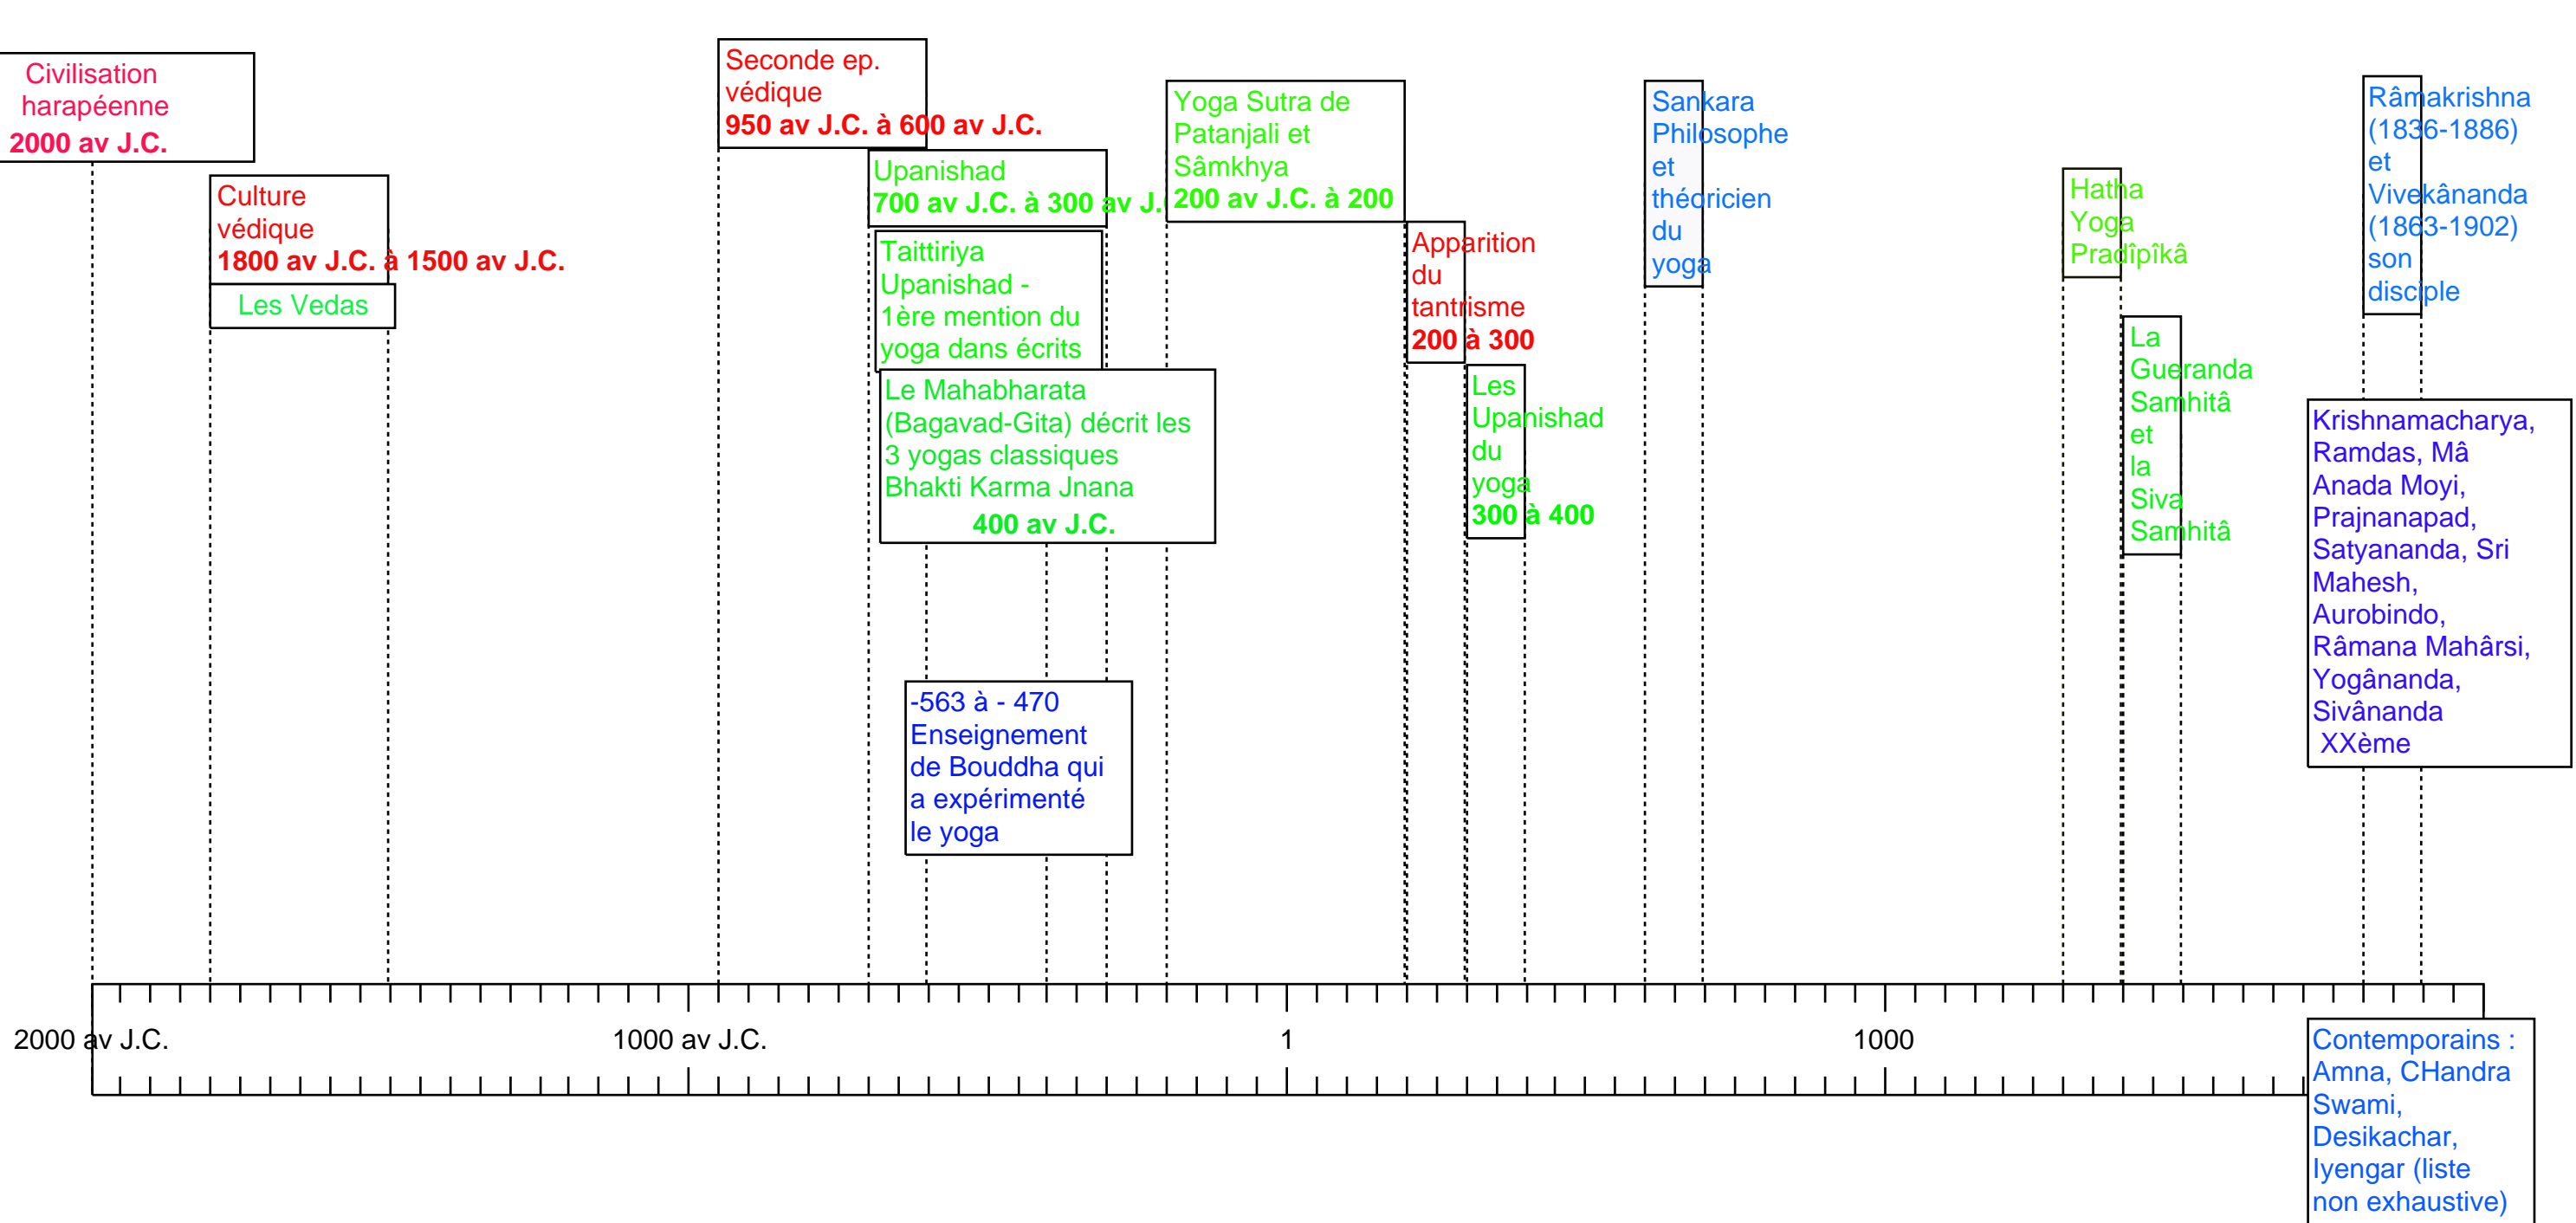 Civilisation
harapéenne
2000 av J.C.
Culture
védique
1800 av J.C. à 1500 av J.C.
Les Vedas
Seconde ep.
védique
950 av J.C. à 600 av J.C.
Upanishad
700 av J.C. à 300 av J.
Taittiriya
Upanishad -
1ère mention du
yoga dans écrits
Le Mahabharata
(Bagavad-Gita) décrit les
3 yogas classiques
Bhakti Karma Jnana
400 av J.C.
-563 à - 470
Enseignement
de Bouddha qui
a expérimenté
le yoga
Yoga Sutra de
Patanjali et
Sâmkhya
200 av J.C. à 200
Apparition
du
tantrisme
200 à 300
Les
Upanishad
du
yoga
300 à 400
Sankara
Philosophe
et
théoricien
du
yoga
Hatha
Yoga
Pradîpîkâ
La
Gueranda
Samhitâ
et
la
Siva
Samhitâ
Râmakrishna
(1836-1886)
et
Vivekânanda
(1863-1902)
son
disciple
Krishnamacharya,
Ramdas, Mâ
Anada Moyi,
Prajnanapad,
Satyananda, Sri
Mahesh,
Aurobindo,
Râmana Mahârsi,
Yogânanda,
Sivânanda
XXème
2000 av J.C.
1000 av J.C.
1
1000
Contemporains :
Amna, CHandra
Swami,
Desikachar,
Iyengar (liste
non exhaustive)